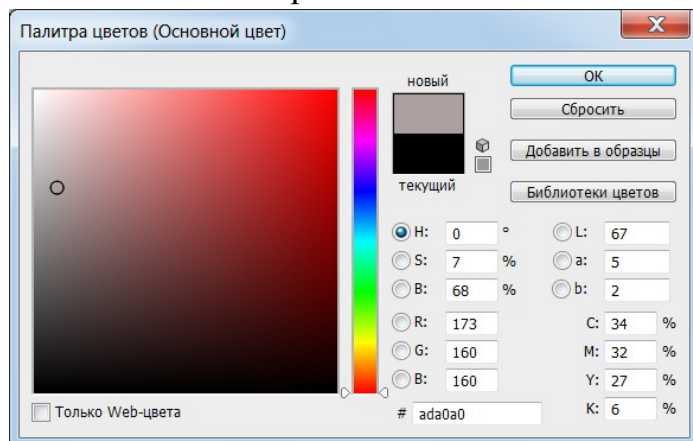 Палитра цветов (Основной цвет)
новый
текущий
ОК
Сбросить
Добавить в образцы
Библиотеки цветов
H: 0 °
S: 7 %
B: 68 %
R: 173
G: 160
B: 160
# ada0a0
L: 67
a: 5
b: 2
C: 34 %
M: 32 %
Y: 27 %
K: 6 %
Только Web-цвета